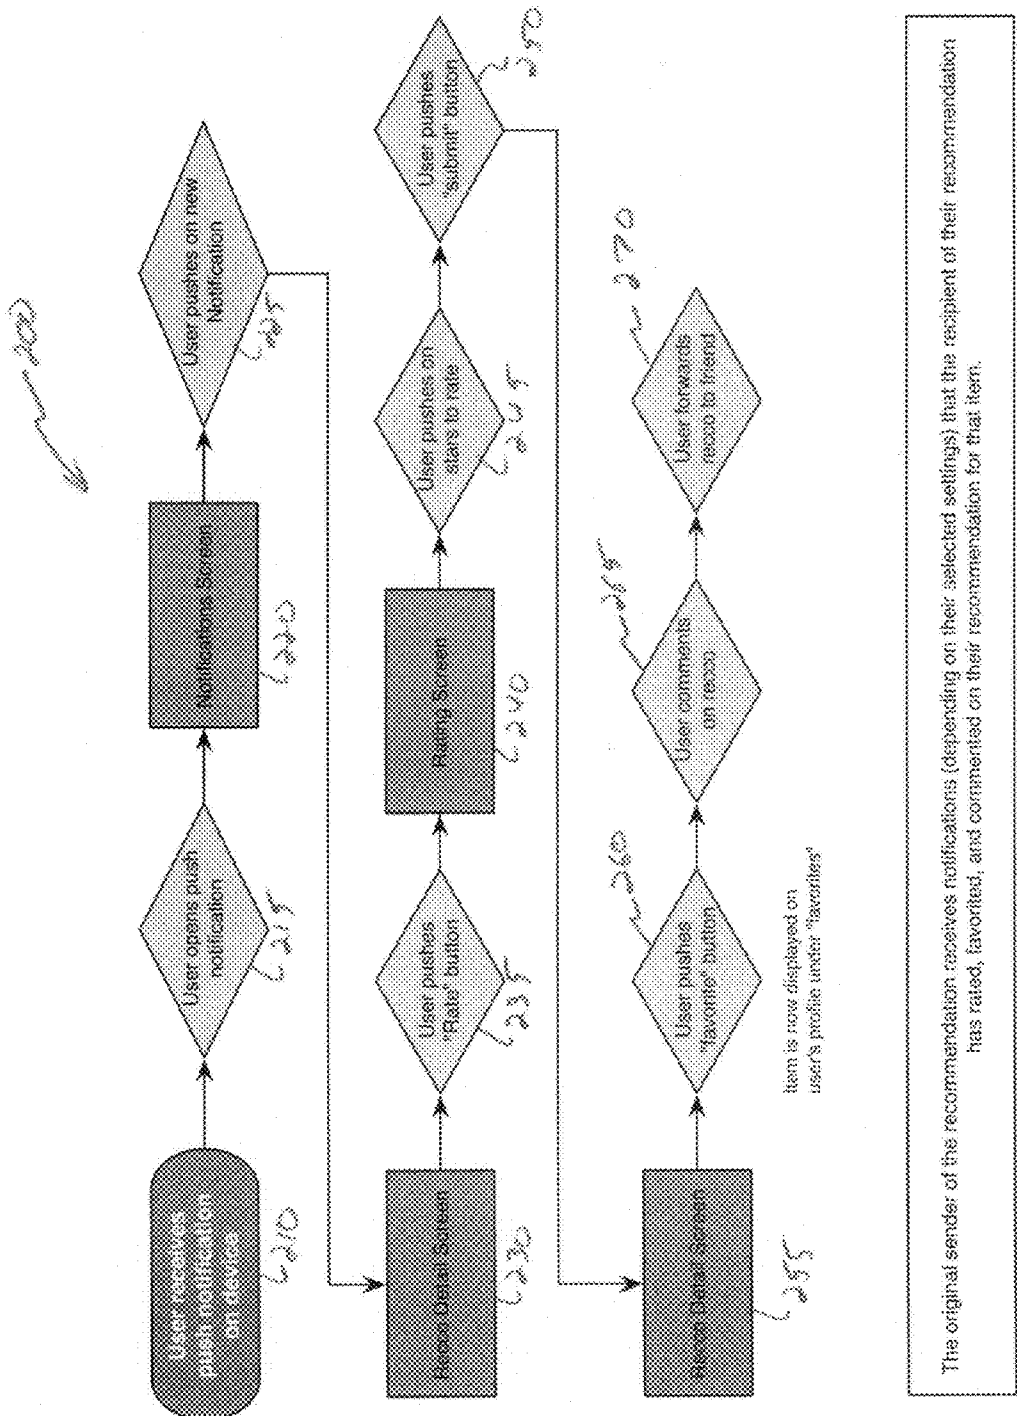 200
User receives
push notification
on device
210
User opens push
notification
215
Notifications Screen
220
User pushes on new
Notification
225
Recco Detail Screen
230
User pushes
"Rate" button
235
Rating Screen
240
User pushes on
stars to rate
245
User pushes
"submit" button
250
Recco Detail Screen
255
User pushes
"favorite" button
260
Item is now displayed on
user's profile under "favorites"
User comments
on recco
265
User forwards
recco to friend
270
The original sender of the recommendation receives notifications (depending on their selected settings) that the recipient of their recommendation
has rated, favorited, and commented on their recommendation for that item.